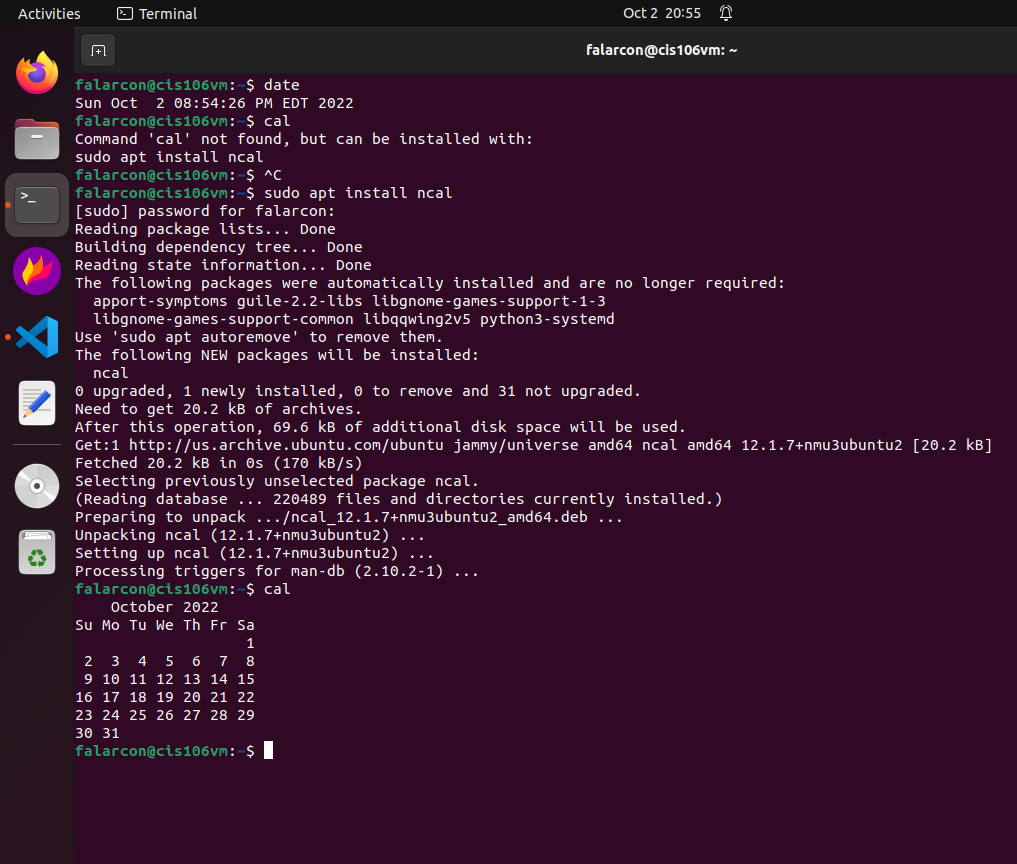 Activities
Terminal
Oct 2 20:55
falarcon@cis106vm: ~
falarcon@cis106vm:~$ date
Sun Oct  2 08:54:26 PM EDT 2022
falarcon@cis106vm:~$ cal
Command 'cal' not found, but can be installed with:
sudo apt install ncal
falarcon@cis106vm:~$ ^C
falarcon@cis106vm:~$ sudo apt install ncal
[sudo] password for falarcon:
Reading package lists... Done
Building dependency tree... Done
Reading state information... Done
The following packages were automatically installed and are no longer required:
  apport-symptoms guile-2.2-libs libgnome-games-support-1-3
  libgnome-games-support-common libqqwing2v5 python3-systemd
Use 'sudo apt autoremove' to remove them.
The following NEW packages will be installed:
  ncal
0 upgraded, 1 newly installed, 0 to remove and 31 not upgraded.
Need to get 20.2 kB of archives.
After this operation, 69.6 kB of additional disk space will be used.
Get:1 http://us.archive.ubuntu.com/ubuntu jammy/universe amd64 ncal amd64 12.1.7+nmu3ubuntu2 [20.2 kB]
Fetched 20.2 kB in 0s (170 kB/s)
Selecting previously unselected package ncal.
(Reading database ... 220489 files and directories currently installed.)
Preparing to unpack .../ncal_12.1.7+nmu3ubuntu2_amd64.deb ...
Unpacking ncal (12.1.7+nmu3ubuntu2) ...
Setting up ncal (12.1.7+nmu3ubuntu2) ...
Processing triggers for man-db (2.10.2-1) ...
falarcon@cis106vm:~$ cal
    October 2022
Su Mo Tu We Th Fr Sa
                   1
 2  3  4  5  6  7  8
 9 10 11 12 13 14 15
16 17 18 19 20 21 22
23 24 25 26 27 28 29
30 31
falarcon@cis106vm:~$